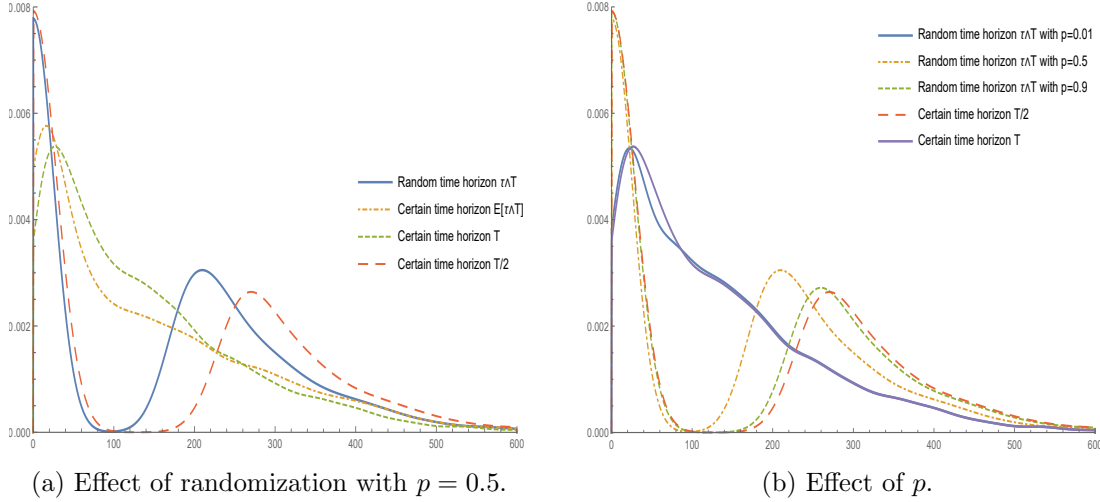 0.008
0.006
0.004
0.002
0.000
0
100
200
300
400
500
600
Random time horizon τ∧T
Certain time horizon E[τ∧T]
Certain time horizon T
Certain time horizon T/2
(a) Effect of randomization with p = 0.5.
0.008
0.006
0.004
0.002
0.000
0
100
200
300
400
500
600
Random time horizon τ∧T with p=0.01
Random time horizon τ∧T with p=0.5
Random time horizon τ∧T with p=0.9
Certain time horizon T/2
Certain time horizon T
(b) Effect of p.